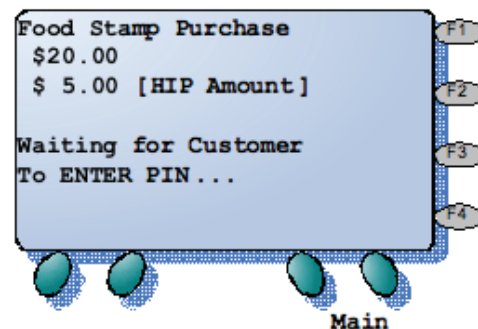 Food Stamp Purchase
$20.00
$ 5.00 [HIP Amount]
Waiting for Customer
To ENTER PIN...
F1
F2
F3
F4
Main